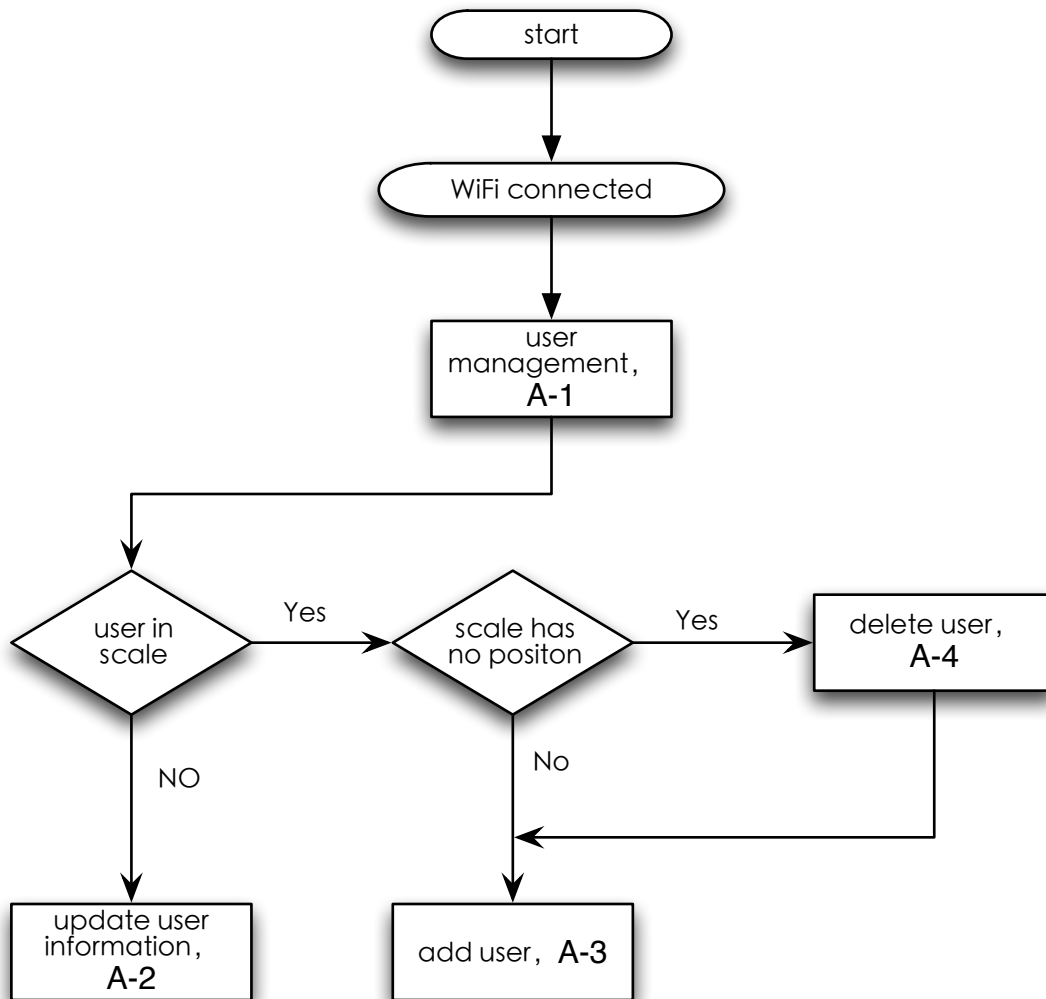 start
WiFi connected
user
management,
A-1
user in
scale
Yes
scale has
no positon
Yes
delete user,
A-4
NO
No
update user
information,
A-2
add user, A-3